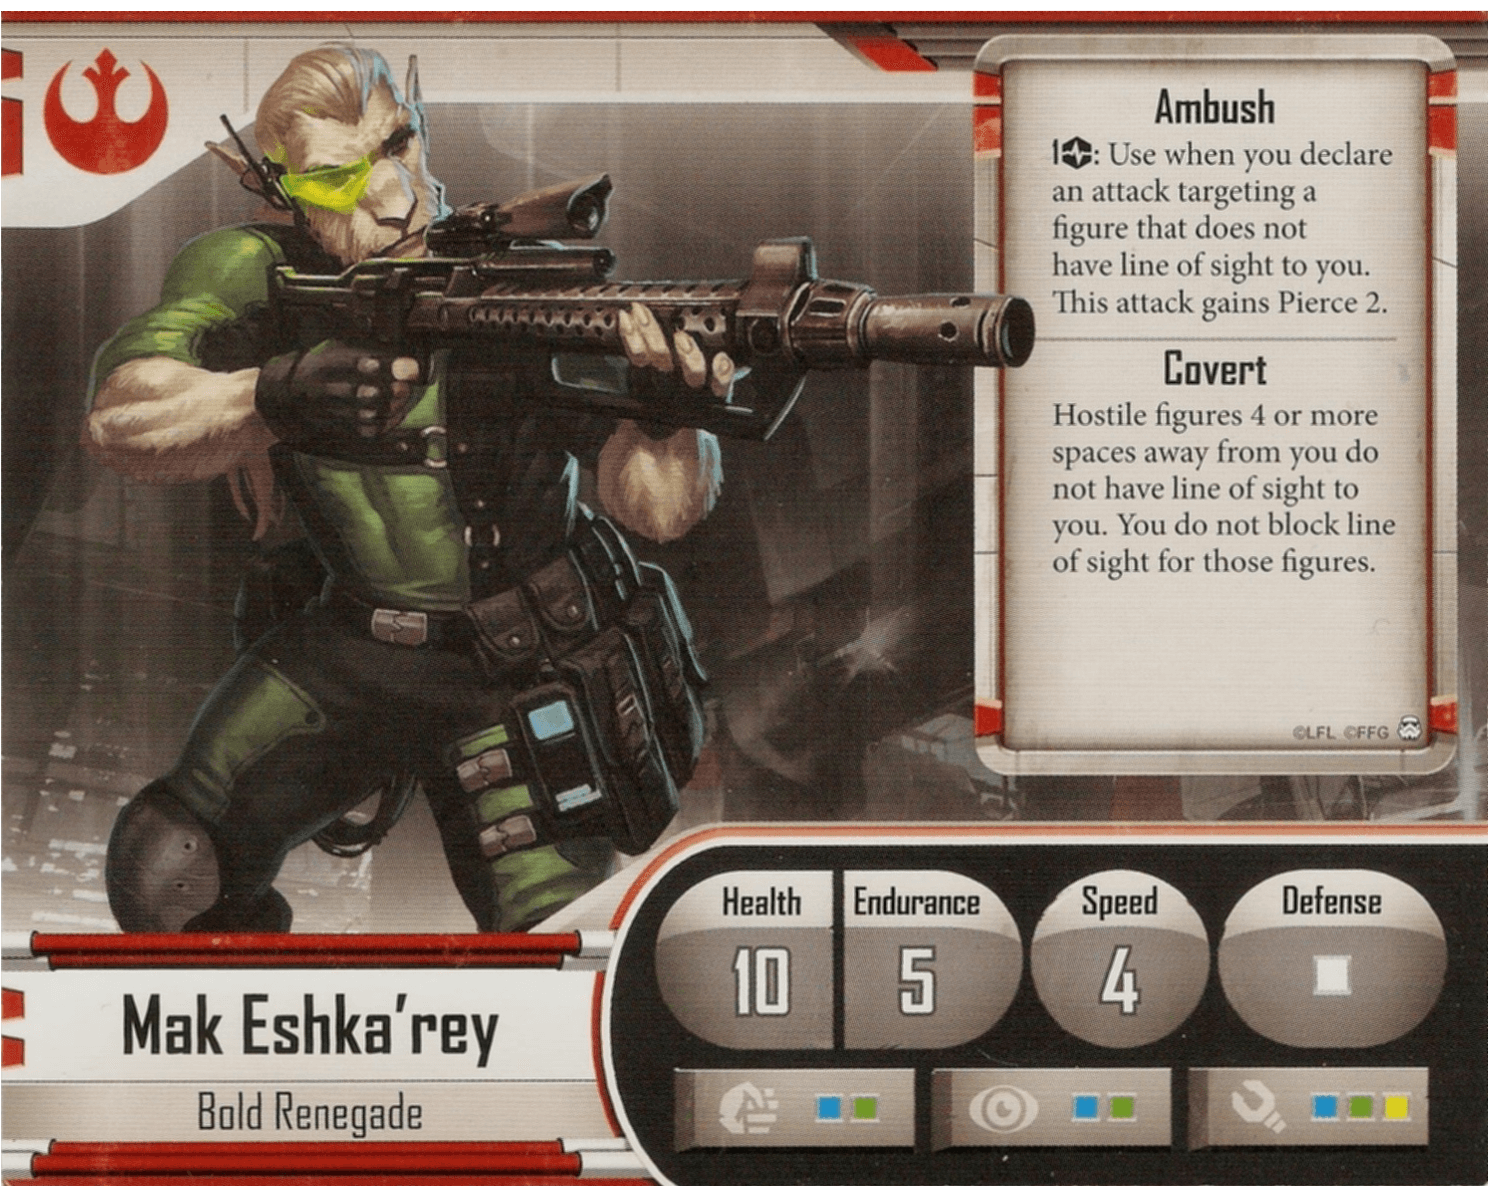 Ambush
1: Use when you declare
an attack targeting a
figure that does not
have line of sight to you.
This attack gains Pierce 2.
Covert
Hostile figures 4 or more
spaces away from you do
not have line of sight to
you. You do not block line
of sight for those figures.
©LFL ©FFG
Health Endurance Speed Defense
10 5 4
Mak Eshka'rey
Bold Renegade